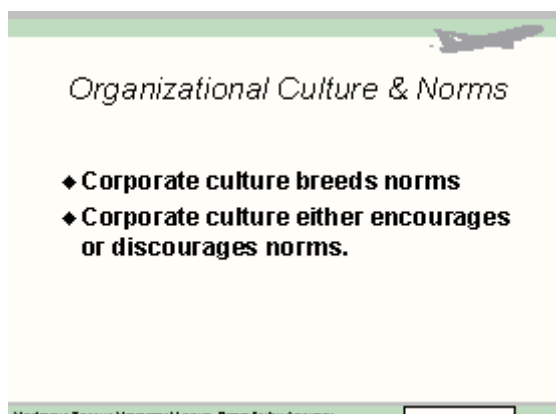 Organizational Culture & Norms
◆ Corporate culture breeds norms
◆ Corporate culture either encourages
or discourages norms.